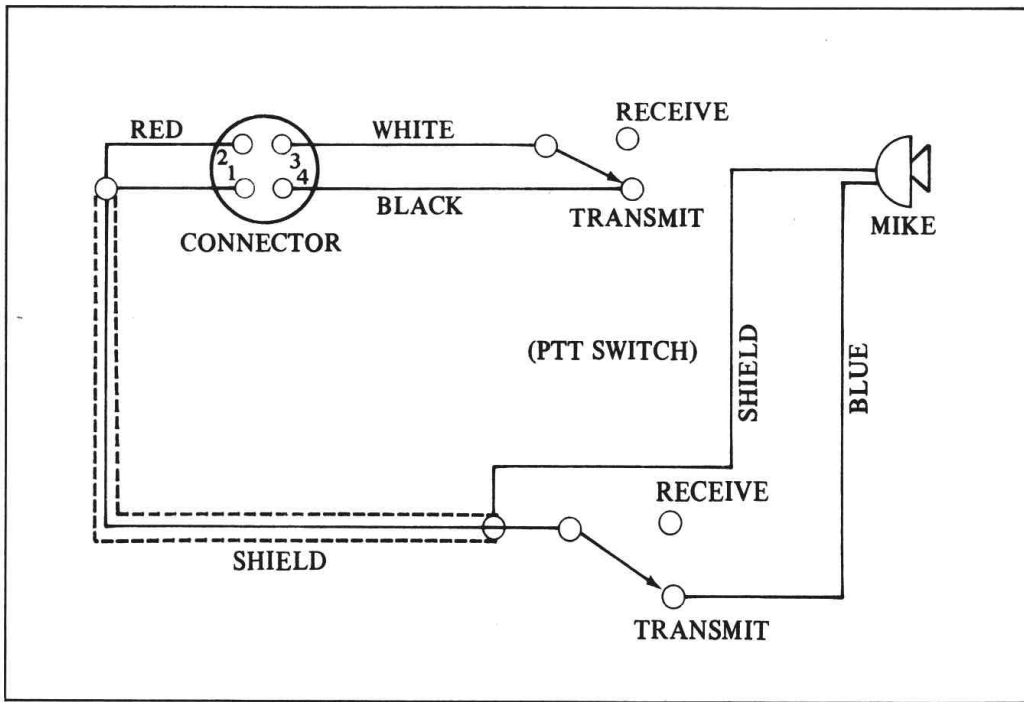 RED
WHITE
RECEIVE
2
3
1
4
BLACK
TRANSMIT
CONNECTOR
MIKE
(PTT SWITCH)
SHIELD
BLUE
RECEIVE
SHIELD
TRANSMIT